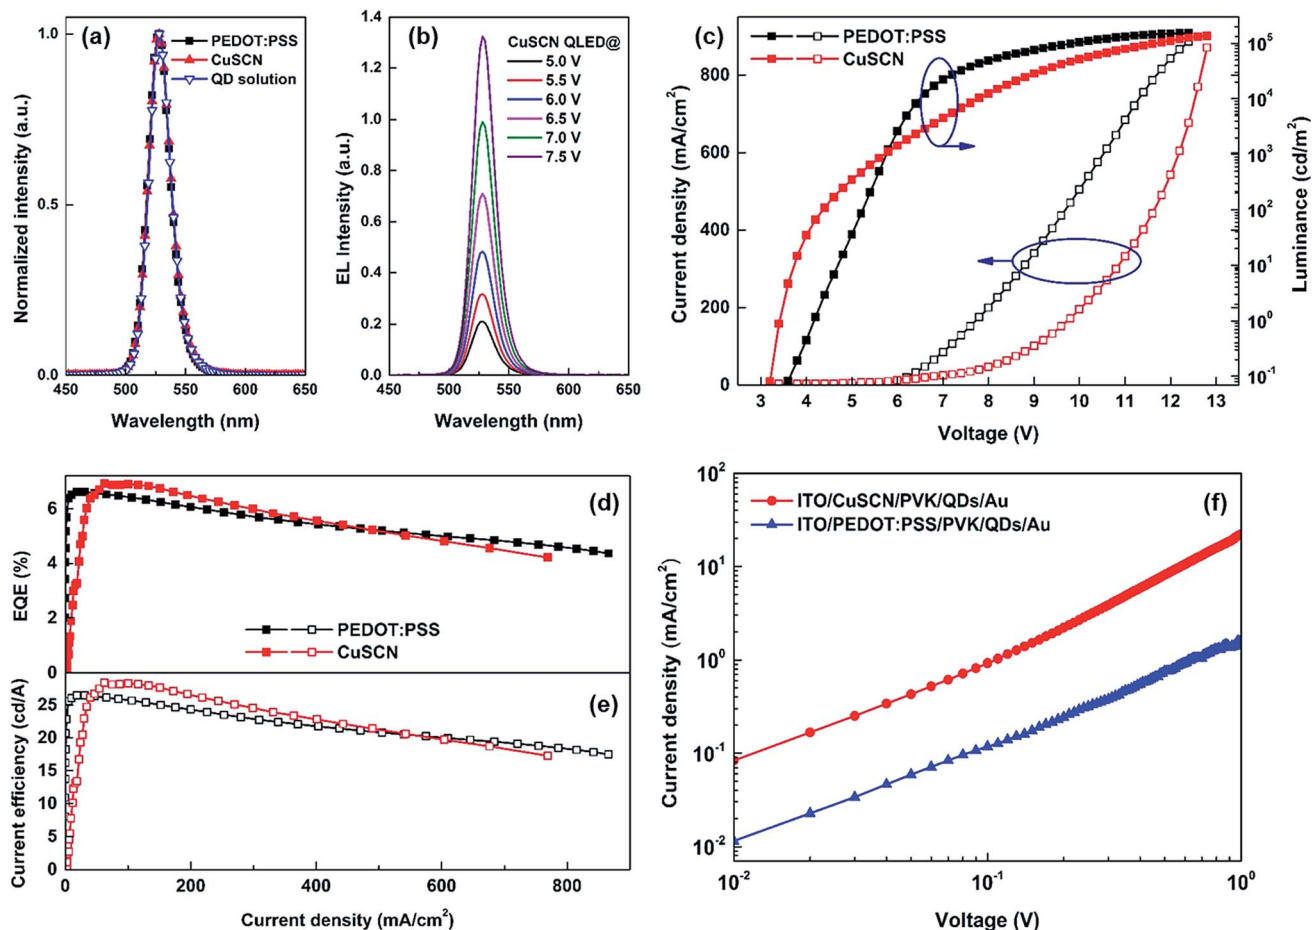 (a)
PEDOT:PSS
CuSCN
QD solution
Normalized intensity (a.u.)
1.0
0.5
0.0
450 500 550 600 650
Wavelength (nm)
(b)
CuSCN QLED@
5.0 V
5.5 V
6.0 V
6.5 V
7.0 V
7.5 V
EL Intensity (a.u.)
1.4
1.2
1.0
0.8
0.6
0.4
0.2
0.0
450 500 550 600 650
Wavelength (nm)
(c)
PEDOT:PSS
CuSCN
Current density (mA/cm²)
800
600
400
200
0
Luminance (cd/m²)
10⁵
10⁴
10³
10²
10¹
10⁰
10⁻¹
3 4 5 6 7 8 9 10 11 12 13
Voltage (V)
(d)
EQE (%)
6
4
2
0
PEDOT:PSS
CuSCN
(e)
Current efficiency (cd/A)
25
20
15
10
5
0
0 200 400 600 800
Current density (mA/cm²)
(f)
ITO/CuSCN/PVK/QDs/Au
ITO/PEDOT:PSS/PVK/QDs/Au
Current density (mA/cm²)
10²
10¹
10⁰
10⁻¹
10⁻²
10⁻² 10⁻¹ 10⁰
Voltage (V)